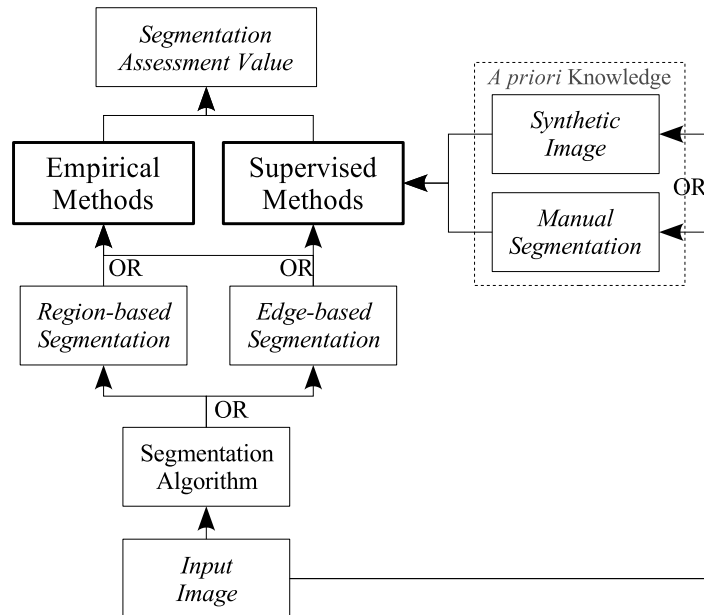 Segmentation
Assessment Value
A priori Knowledge
Synthetic
Image
Empirical
Methods
Supervised
Methods
OR
Manual
Segmentation
OR
OR
Region-based
Segmentation
Edge-based
Segmentation
OR
Segmentation
Algorithm
Input
Image